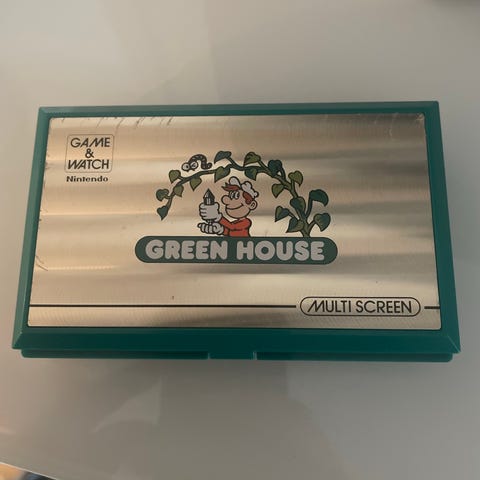 GAME
&
WATCH
Nintendo
GREEN HOUSE
MULTI SCREEN